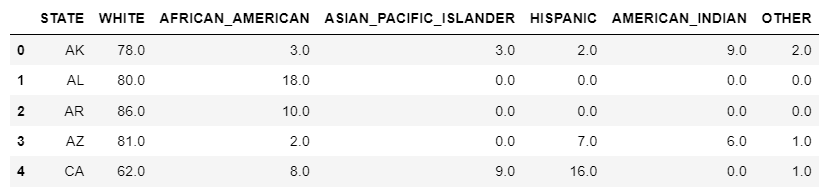 STATE WHITE AFRICAN_AMERICAN ASIAN_PACIFIC_ISLANDER HISPANIC AMERICAN_INDIAN OTHER
0 AK 78.0 3.0 3.0 2.0 9.0 2.0
1 AL 80.0 18.0 0.0 0.0 0.0 0.0
2 AR 86.0 10.0 0.0 0.0 0.0 0.0
3 AZ 81.0 2.0 0.0 7.0 6.0 1.0
4 CA 62.0 8.0 9.0 16.0 0.0 1.0